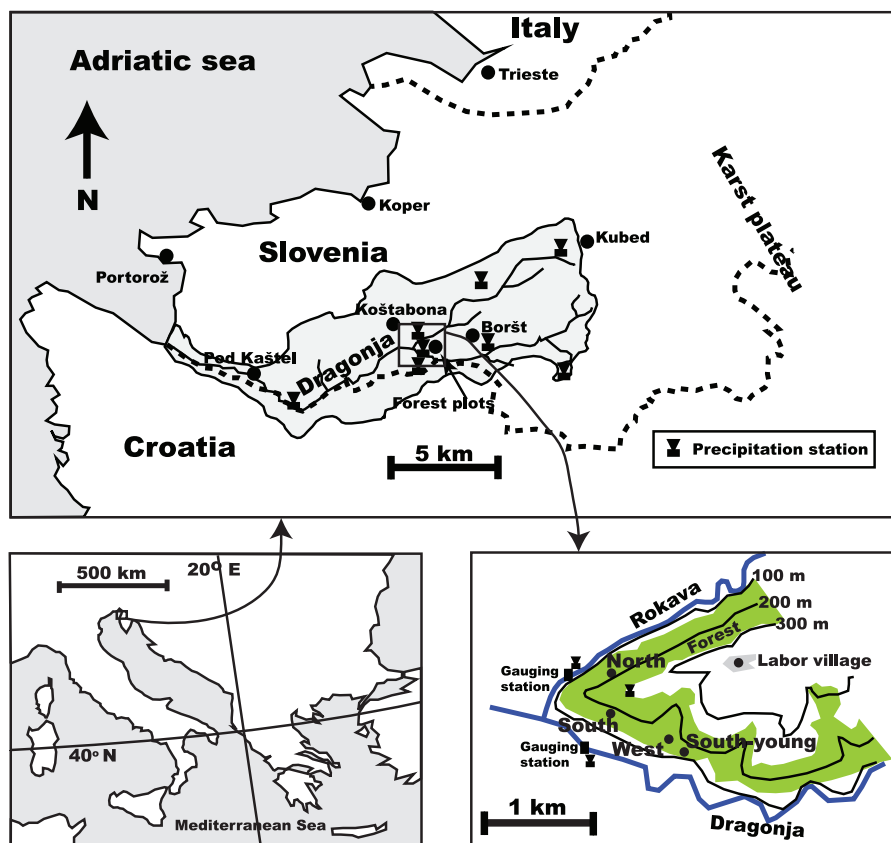 Italy
Adriatic sea
Trieste
N
Karst plateau
Koper
Slovenia
Kubed
Portorož
Koštabona
Boršt
Dragonja
Pod Kaštel
Forest plots
Croatia
5 km
Precipitation station
500 km
20° E
40° N
Mediterranean Sea
100 m
200 m
300 m
Rokava
Forest
North
Labor village
Gauging
station
South
West
South-young
Gauging
station
1 km
Dragonja